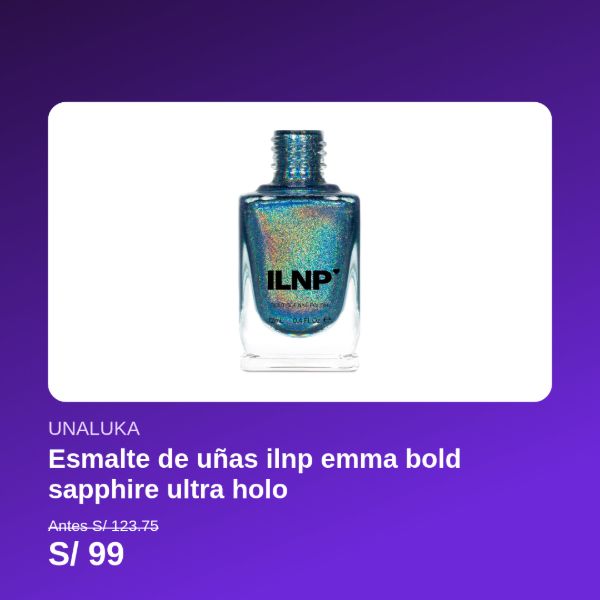 ILNP
UNALUKA
Esmalte de uñas ilnp emma bold
sapphire ultra holo
Antes S/ 123.75
S/ 99